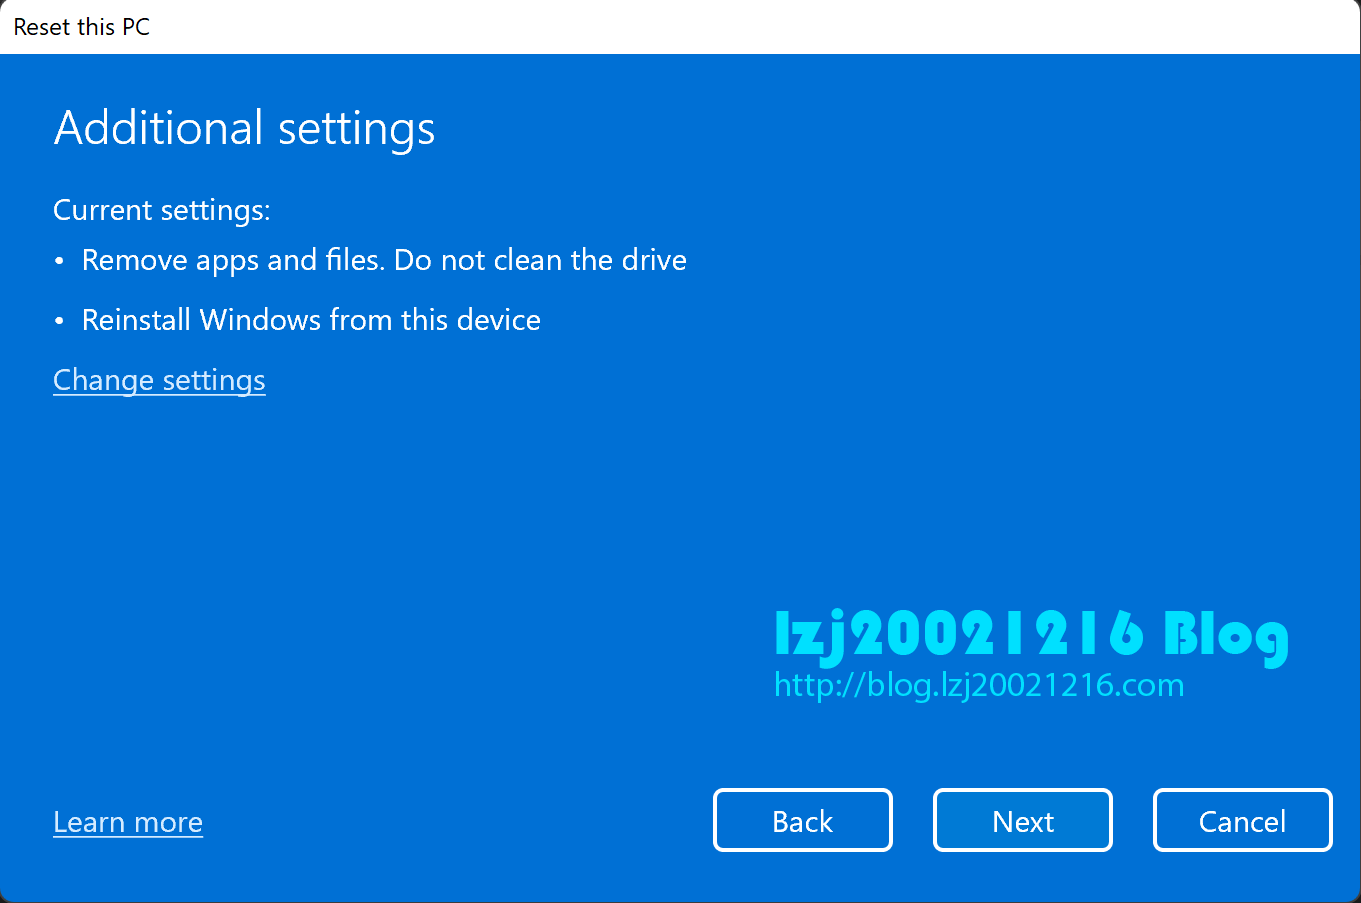 Reset this PC
Additional settings
Current settings:
• Remove apps and files. Do not clean the drive
• Reinstall Windows from this device
Change settings
lzj20021216 Blog
http://blog.lzj20021216.com
Learn more
Back
Next
Cancel